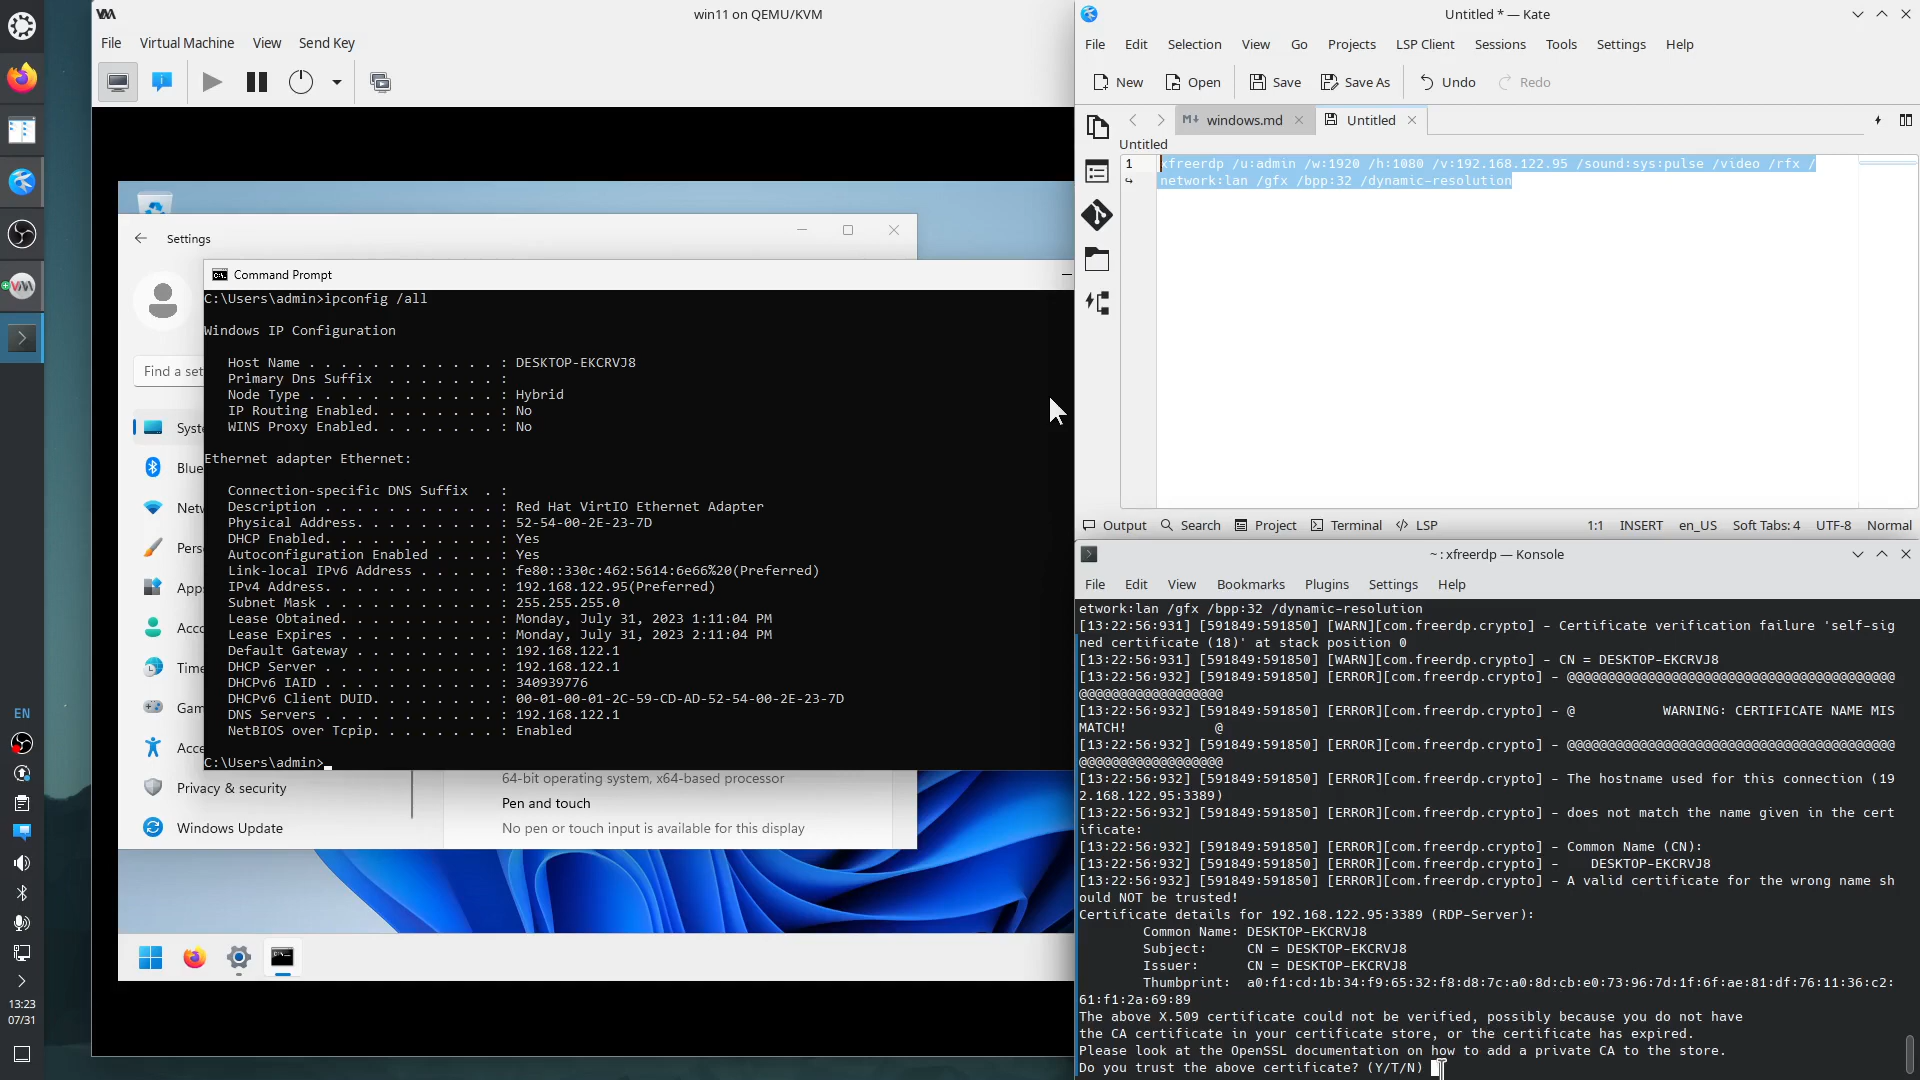 win11 on QEMU/KVM
File Virtual Machine View Send Key
Settings
Find a set
Syst
Blue
Netw
Pers
App
Acco
Time
Gam
Acce
Privacy & security
Windows Update
64-bit operating system, x64-based processor
Pen and touch
No pen or touch input is available for this display
Command Prompt
C:\Users\admin>ipconfig /all
Windows IP Configuration
Host Name . . . . . . . . . . . . : DESKTOP-EKCRVJ8
Primary Dns Suffix  . . . . . . . :
Node Type . . . . . . . . . . . . : Hybrid
IP Routing Enabled. . . . . . . . : No
WINS Proxy Enabled. . . . . . . . : No
Ethernet adapter Ethernet:
Connection-specific DNS Suffix  . :
Description . . . . . . . . . . . : Red Hat VirtIO Ethernet Adapter
Physical Address. . . . . . . . . : 52-54-00-2E-23-7D
DHCP Enabled. . . . . . . . . . . : Yes
Autoconfiguration Enabled . . . . : Yes
Link-local IPv6 Address . . . . . : fe80::330c:462:5614:6e66%20(Preferred)
IPv4 Address. . . . . . . . . . . : 192.168.122.95(Preferred)
Subnet Mask . . . . . . . . . . . : 255.255.255.0
Lease Obtained. . . . . . . . . . : Monday, July 31, 2023 1:11:04 PM
Lease Expires . . . . . . . . . . : Monday, July 31, 2023 2:11:04 PM
Default Gateway . . . . . . . . . : 192.168.122.1
DHCP Server . . . . . . . . . . . : 192.168.122.1
DHCPv6 IAID . . . . . . . . . . . : 340939776
DHCPv6 Client DUID. . . . . . . . : 00-01-00-01-2C-59-CD-AD-52-54-00-2E-23-7D
DNS Servers . . . . . . . . . . . : 192.168.122.1
NetBIOS over Tcpip. . . . . . . . : Enabled
C:\Users\admin>
EN
13:23
07/31
Untitled * — Kate
File Edit Selection View Go Projects LSP Client Sessions Tools Settings Help
New Open Save Save As Undo Redo
windows.md Untitled
Untitled
1 xfreerdp /u:admin /w:1920 /h:1080 /v:192.168.122.95 /sound:sys:pulse /video /rfx /
network:lan /gfx /bpp:32 /dynamic-resolution
Output Search Project Terminal LSP 1:1 INSERT en_US Soft Tabs: 4 UTF-8 Normal
~ : xfreerdp — Konsole
File Edit View Bookmarks Plugins Settings Help
etwork:lan /gfx /bpp:32 /dynamic-resolution
[13:22:56:931] [591849:591850] [WARN][com.freerdp.crypto] - Certificate verification failure 'self-sig
ned certificate (18)' at stack position 0
[13:22:56:931] [591849:591850] [WARN][com.freerdp.crypto] - CN = DESKTOP-EKCRVJ8
[13:22:56:931] [591849:591850] [ERROR][com.freerdp.crypto] - @@@@@@@@@@@@@@@@@@@@@@@@@@@@@@@@@@@@@@@@@
@@@@@@@@@@@@@@@@@@
[13:22:56:932] [591849:591850] [ERROR][com.freerdp.crypto] - @           WARNING: CERTIFICATE NAME MIS
MATCH!           @
[13:22:56:932] [591849:591850] [ERROR][com.freerdp.crypto] - @@@@@@@@@@@@@@@@@@@@@@@@@@@@@@@@@@@@@@@@@
@@@@@@@@@@@@@@@@@@
[13:22:56:932] [591849:591850] [ERROR][com.freerdp.crypto] - The hostname used for this connection (19
2.168.122.95:3389)
[13:22:56:932] [591849:591850] [ERROR][com.freerdp.crypto] - does not match the name given in the cert
ificate:
[13:22:56:932] [591849:591850] [ERROR][com.freerdp.crypto] - Common Name (CN):
[13:22:56:932] [591849:591850] [ERROR][com.freerdp.crypto] -    DESKTOP-EKCRVJ8
[13:22:56:932] [591849:591850] [ERROR][com.freerdp.crypto] - A valid certificate for the wrong name sh
ould NOT be trusted!
Certificate details for 192.168.122.95:3389 (RDP-Server):
Common Name: DESKTOP-EKCRVJ8
Subject:     CN = DESKTOP-EKCRVJ8
Issuer:      CN = DESKTOP-EKCRVJ8
Thumbprint:  a0:f1:cd:1b:34:f9:65:32:f8:d8:7c:a0:8d:cb:e0:73:96:7d:1f:6f:ae:81:df:76:11:36:c2:
61:f1:2a:69:89
The above X.509 certificate could not be verified, possibly because you do not have
the CA certificate in your certificate store, or the certificate has expired.
Please look at the OpenSSL documentation on how to add a private CA to the store.
Do you trust the above certificate? (Y/T/N)